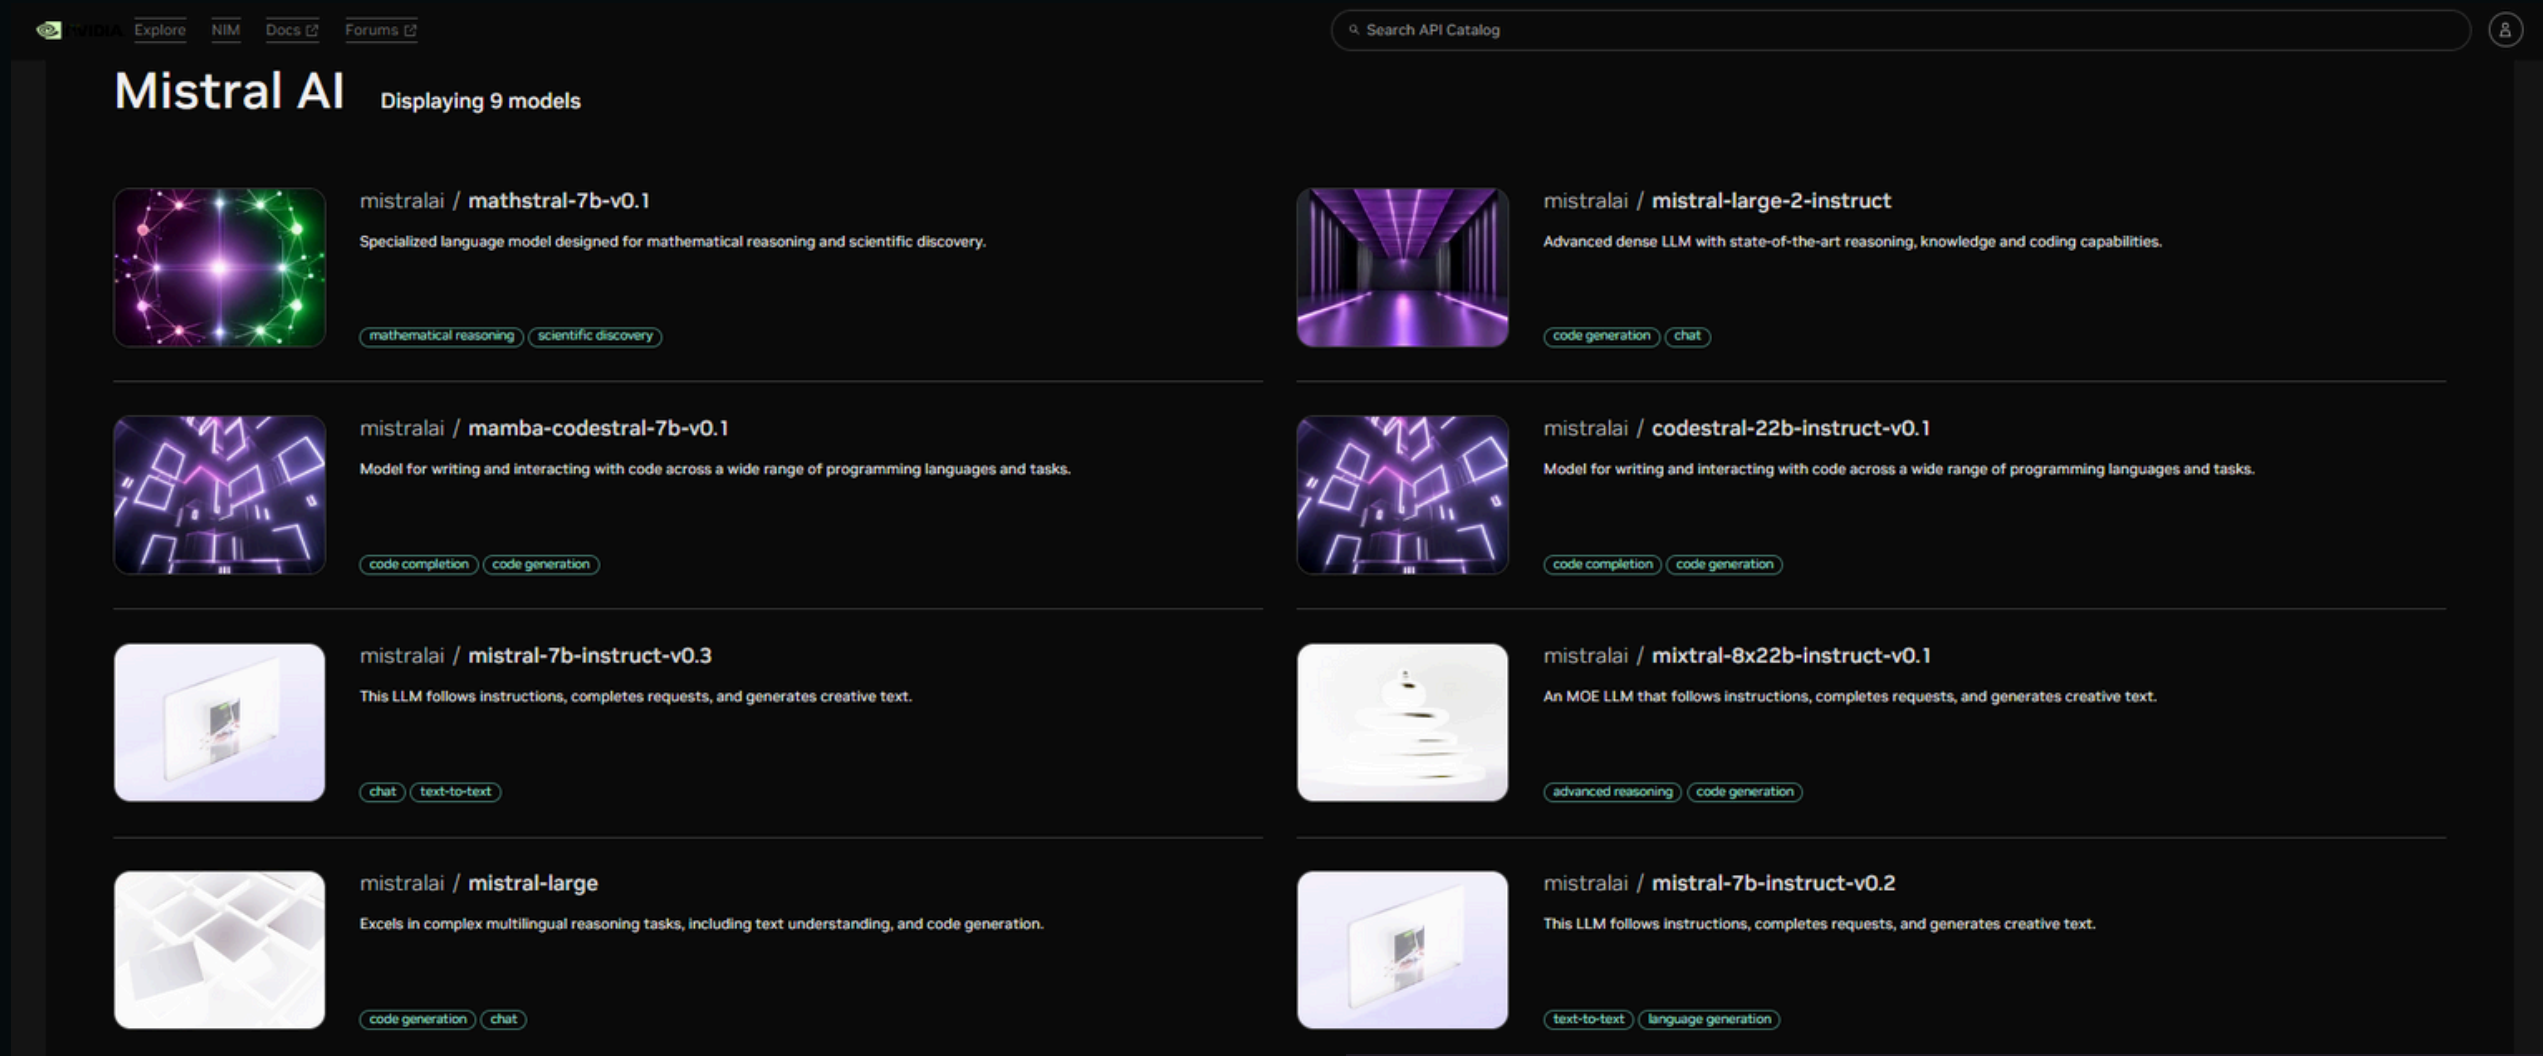 NVIDIA Explore NIM Docs Forums Search API Catalog
Mistral AI Displaying 9 models
mistralai / mathstral-7b-v0.1
Specialized language model designed for mathematical reasoning and scientific discovery.
mathematical reasoning scientific discovery
mistralai / mistral-large-2-instruct
Advanced dense LLM with state-of-the-art reasoning, knowledge and coding capabilities.
code generation chat
mistralai / mamba-codestral-7b-v0.1
Model for writing and interacting with code across a wide range of programming languages and tasks.
code completion code generation
mistralai / codestral-22b-instruct-v0.1
Model for writing and interacting with code across a wide range of programming languages and tasks.
code completion code generation
mistralai / mistral-7b-instruct-v0.3
This LLM follows instructions, completes requests, and generates creative text.
chat text-to-text
mistralai / mixtral-8x22b-instruct-v0.1
An MOE LLM that follows instructions, completes requests, and generates creative text.
advanced reasoning code generation
mistralai / mistral-large
Excels in complex multilingual reasoning tasks, including text understanding, and code generation.
code generation chat
mistralai / mistral-7b-instruct-v0.2
This LLM follows instructions, completes requests, and generates creative text.
text-to-text language generation